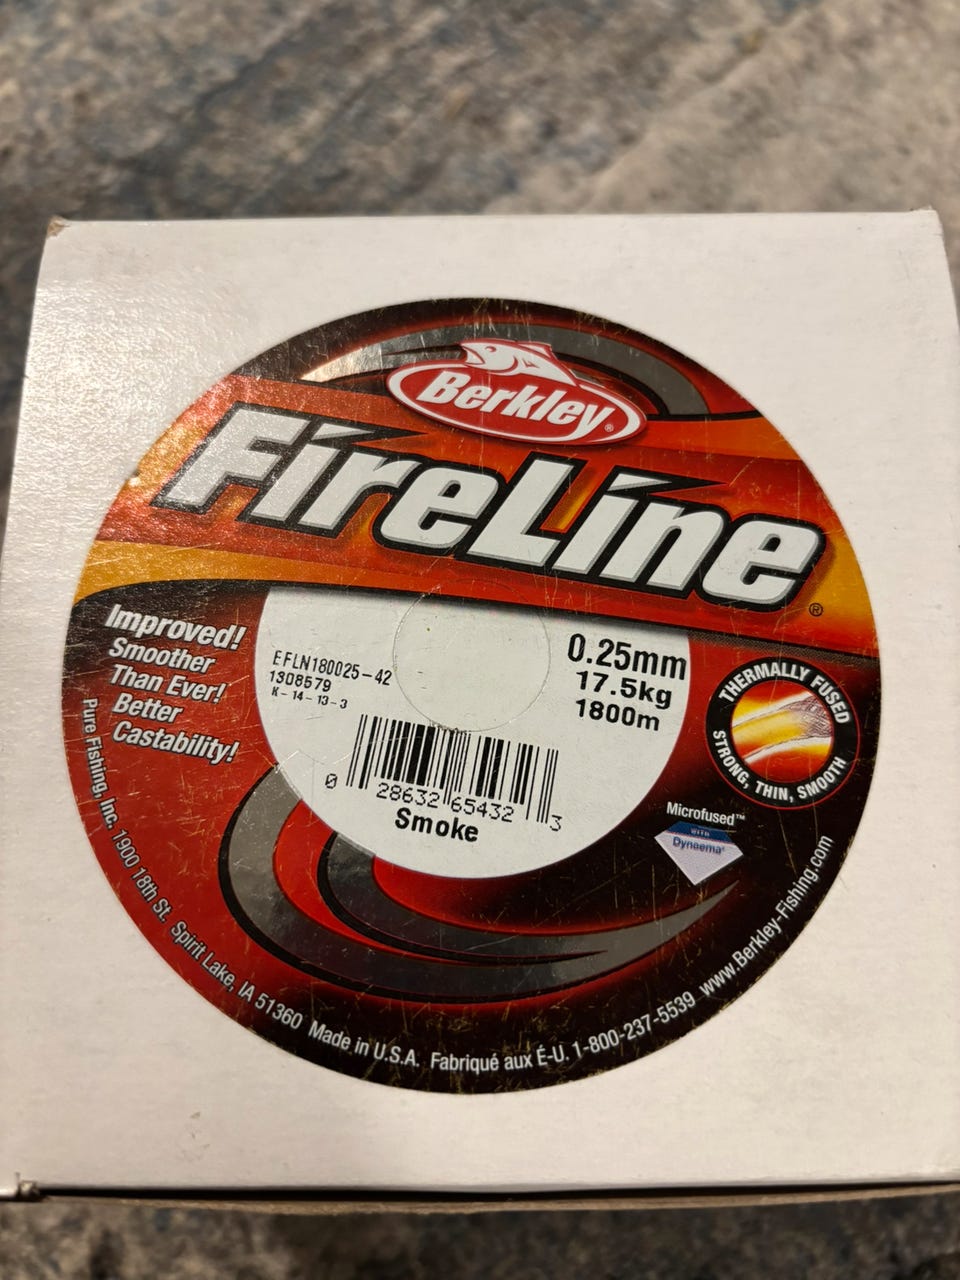 Berkley®
FireLine®
Improved!
Smoother
Than Ever!
Better
Castability!
EFLN180025-42
1308579
K-14-13-3
0.25mm
17.5kg
1800m
0 28632 65432 3
Smoke
THERMALLY FUSED
STRONG, THIN, SMOOTH
Microfused™
WITH
Dyneema®
Pure Fishing, Inc. 1900 18th St. Spirit Lake, IA 51360 Made in U.S.A. Fabriqué aux É-U. 1-800-237-5539 www.Berkley-Fishing.com